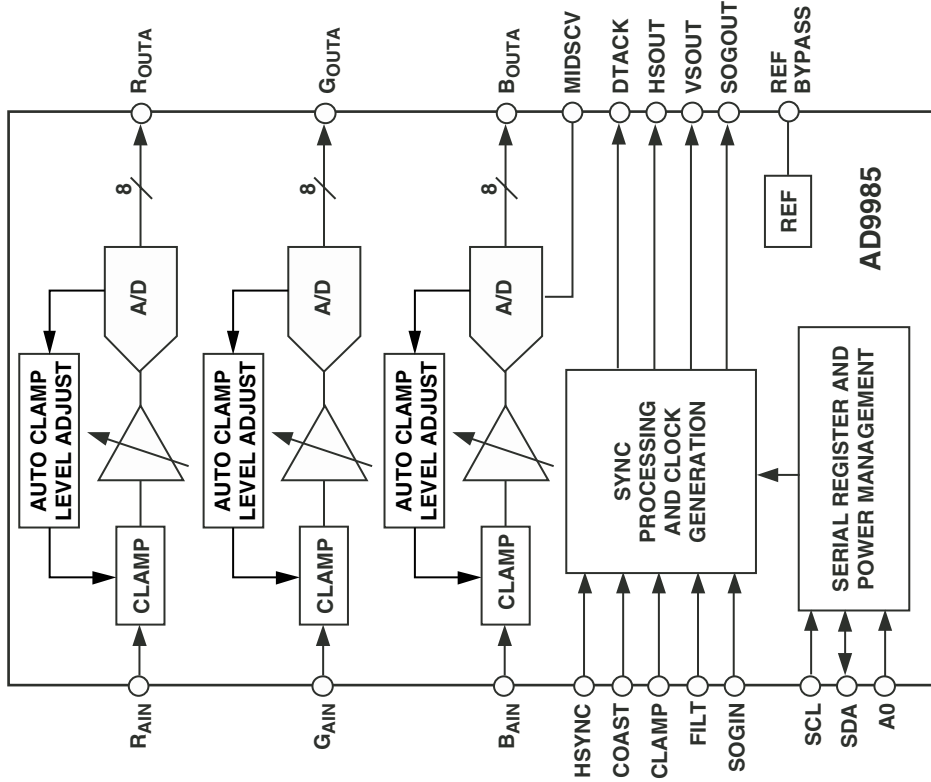 RAIN
CLAMP
AUTO CLAMP
LEVEL ADJUST
A/D
8
ROUTA
GAIN
CLAMP
AUTO CLAMP
LEVEL ADJUST
A/D
8
GOUTA
BAIN
CLAMP
AUTO CLAMP
LEVEL ADJUST
A/D
8
BOUTA
MIDSCV
HSYNC
COAST
CLAMP
FILT
SOGIN
SYNC
PROCESSING
AND CLOCK
GENERATION
DTACK
HSOUT
VSOUT
SOGOUT
SCL
SDA
A0
SERIAL REGISTER AND
POWER MANAGEMENT
REF
REF
BYPASS
AD9985